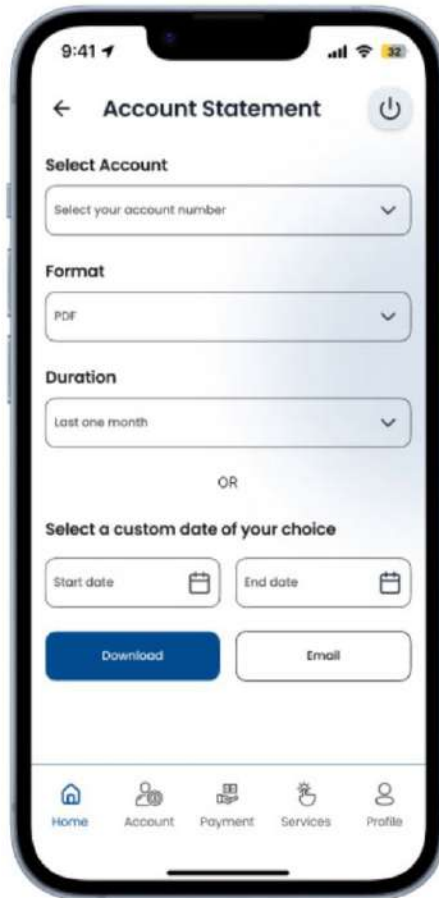 9:41
32
Account Statement
Select Account
Select your account number
Format
PDF
Duration
Last one month
OR
Select a custom date of your choice
Start date End date
Download Email
Home Account Payment Services Profile